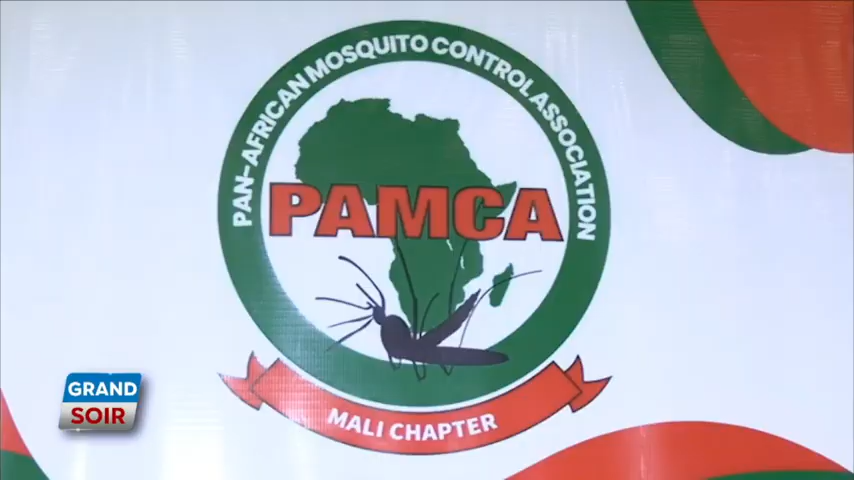 PAN-AFRICAN MOSQUITO CONTROL ASSOCIATION
PAMCA
MALI CHAPTER
GRAND
SOIR